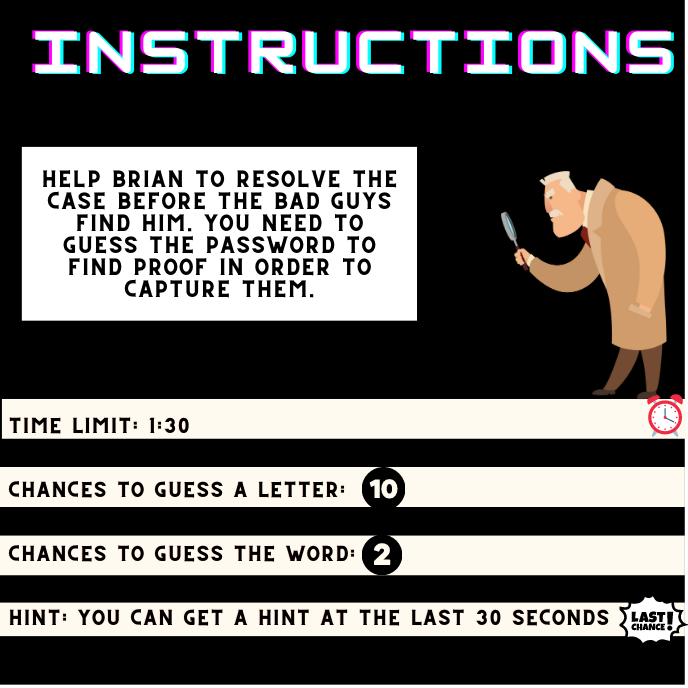 INSTRUCTIONS
HELP BRIAN TO RESOLVE THE
CASE BEFORE THE BAD GUYS
FIND HIM. YOU NEED TO
GUESS THE PASSWORD TO
FIND PROOF IN ORDER TO
CAPTURE THEM.
TIME LIMIT: 1:30
CHANCES TO GUESS A LETTER: 10
CHANCES TO GUESS THE WORD: 2
HINT: YOU CAN GET A HINT AT THE LAST 30 SECONDS
LAST
CHANCE!